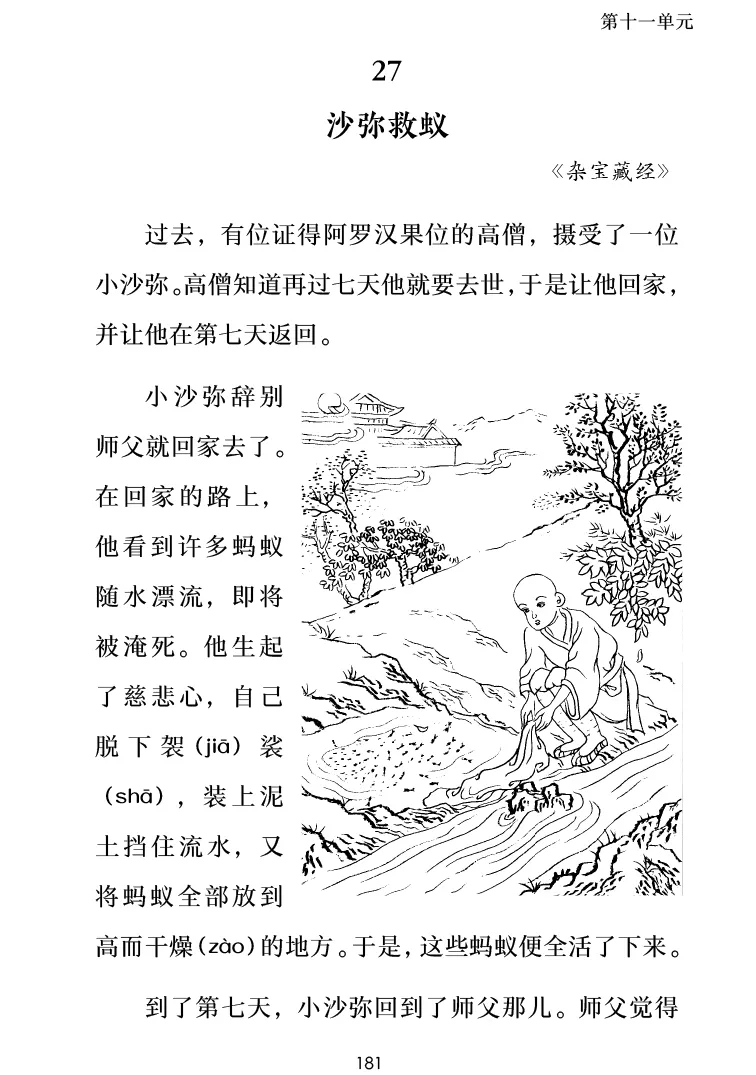 第十一单元
27
沙弥救蚁
《杂宝藏经》
过去，有位证得阿罗汉果位的高僧，摄受了一位
小沙弥。高僧知道再过七天他就要去世，于是让他回家，
并让他在第七天返回。
小沙弥辞别
师父就回家去了。
在回家的路上，
他看到许多蚂蚁
随水漂流，即将
被淹死。他生起
了慈悲心，自己
脱下袈(jiā)裟
(shā)，装上泥
土挡住流水，又
将蚂蚁全部放到
高而干燥(zào)的地方。于是，这些蚂蚁便全活了下来。
到了第七天，小沙弥回到了师父那儿。师父觉得
181